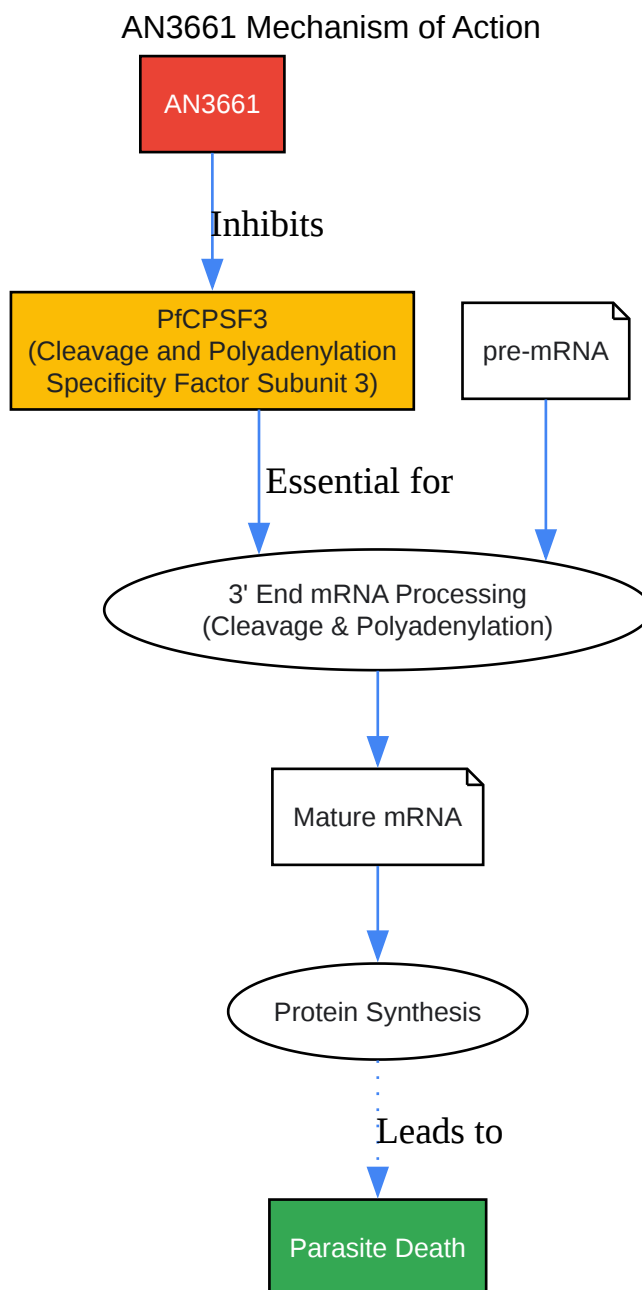 AN3661 Mechanism of Action
AN3661
Inhibits
PfCPSF3
(Cleavage and Polyadenylation
Specificity Factor Subunit 3)
pre-mRNA
Essential for
3' End mRNA Processing
(Cleavage & Polyadenylation)
Mature mRNA
Protein Synthesis
Leads to
Parasite Death